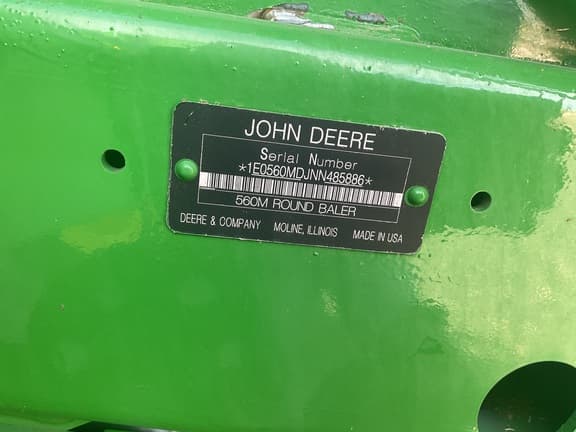 JOHN DEERE
Serial Number
*1E0560MDJNN485886*
560M ROUND BALER
DEERE & COMPANY MOLINE, ILLINOIS MADE IN USA